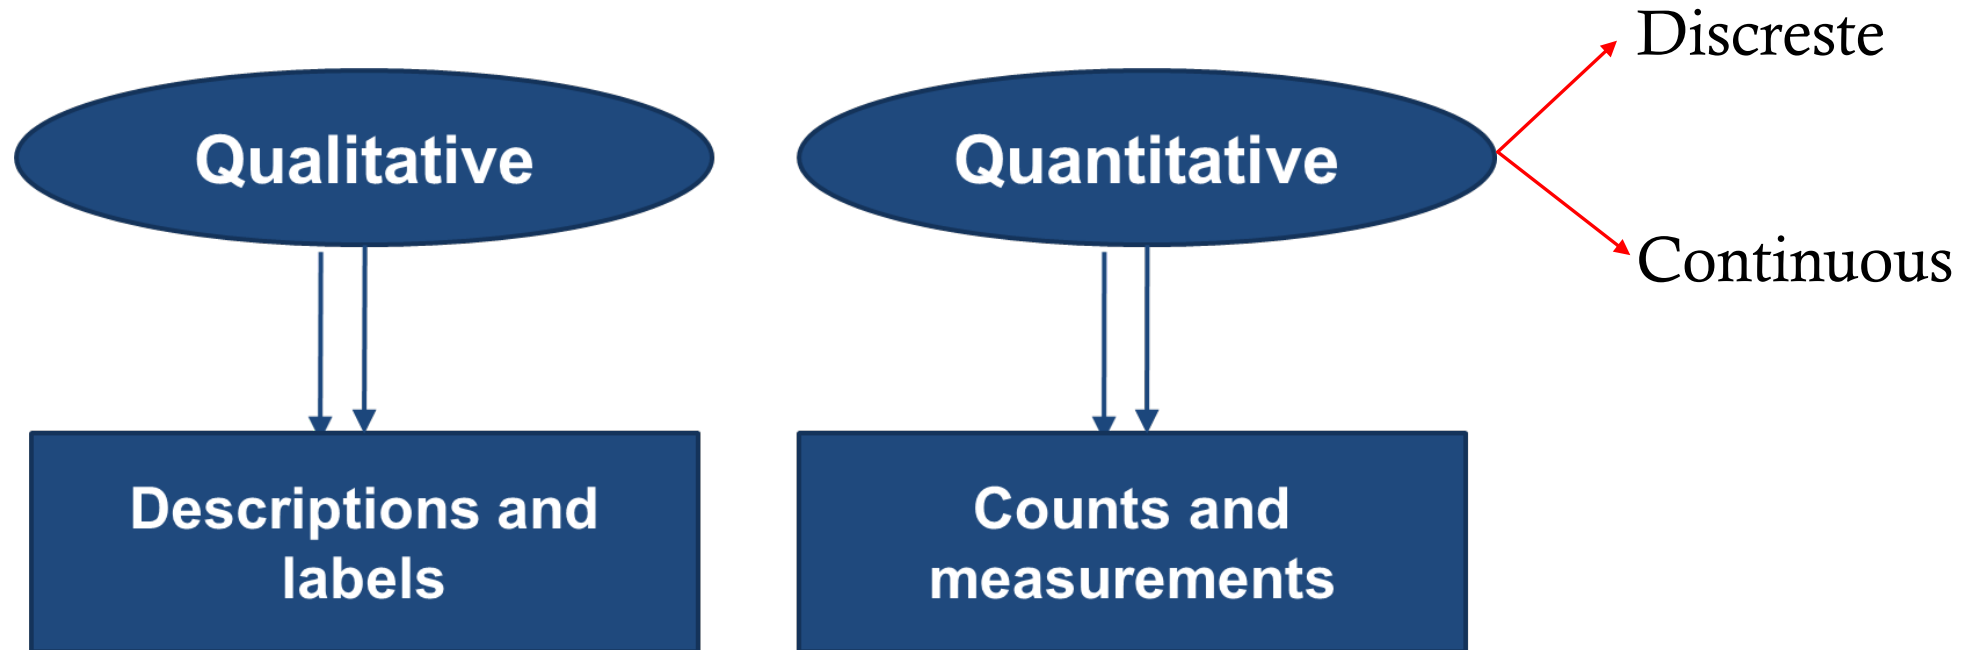 Discreste
Qualitative
Quantitative
Continuous
Descriptions and
labels
Counts and
measurements